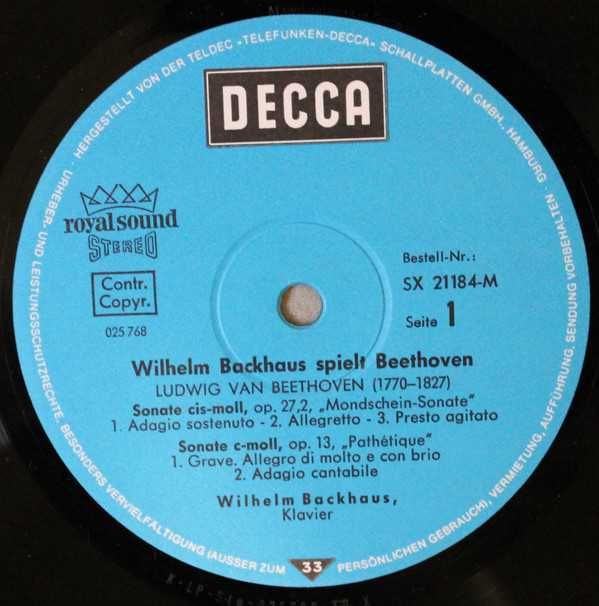 URHEBER- UND LEISTUNGSSCHUTZRECHTE, BESONDERS VERVIELFÄLTIGUNG (AUSSER ZUM PERSÖNLICHEN GEBRAUCH), VERMIETUNG, AUFFÜHRUNG, SENDUNG VORBEHALTEN · HERGESTELLT VON DER TELDEC »TELEFUNKEN-DECCA« SCHALLPLATTEN GMBH., HAMBURG
DECCA
royal sound
STEREO
Contr.
Copyr.
025 768
Bestell-Nr.:
SX 21184-M
Seite 1
Wilhelm Backhaus spielt Beethoven
LUDWIG VAN BEETHOVEN (1770–1827)
Sonate cis-moll, op. 27,2, „Mondschein-Sonate”
1. Adagio sostenuto - 2. Allegretto - 3. Presto agitato
Sonate c-moll, op. 13, „Pathétique”
1. Grave. Allegro di molto e con brio
2. Adagio cantabile
Wilhelm Backhaus,
Klavier
33